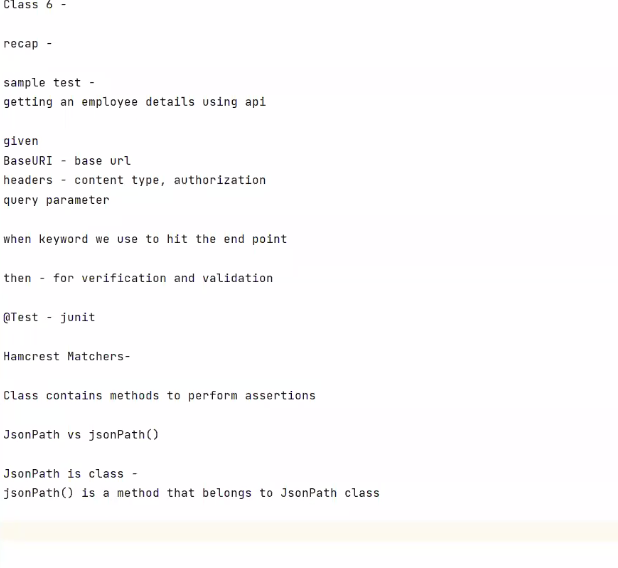 Class 6 -
recap -
sample test -
getting an employee details using api
given
BaseURI - base url
headers - content type, authorization
query parameter
when keyword we use to hit the end point
then - for verification and validation
@Test - junit
Hamcrest Matchers-
Class contains methods to perform assertions
JsonPath vs jsonPath()
JsonPath is class -
jsonPath() is a method that belongs to JsonPath class